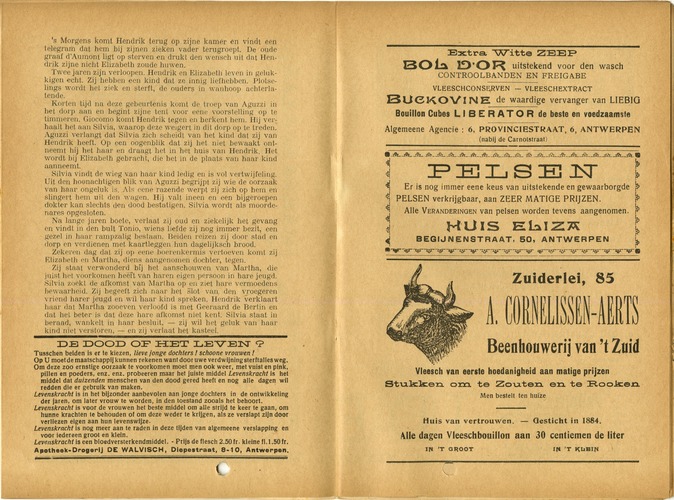 's Morgens komt Hendrik terug op zijne kamer en vindt een
telegram dat hem bij zijnen zieken vader terugroept. De oude
graaf d'Aumont ligt op sterven en drukt den wensch uit dat Hen-
drik zijne nicht Elizabeth zoude huwen.
Twee jaren zijn verloopen. Hendrik en Elizabeth leven in geluk-
kigen echt. Zij hebben een kind dat ze innig liefhebben. Plotse-
lings wordt het ziek en sterft, de ouders in wanhoop achterla-
tende.
Korten tijd na deze gebeurtenis komt de troep van Aguzzi in
het dorp aan en begint zijne tent voor eene voorstelling op te
timmeren. Giocomo komt Hendrik tegen en herkent hem. Hij ver-
haalt het aan Silvia, waarop deze weigert in dit dorp op te treden.
Aguzzi verlangt dat Silvia zich scheidt van het kind dat zij van
Hendrik heeft. Op een oogenblik dat zij het niet bewaakt ont-
neemt hij het haar en draagt het in het huis van Hendrik. Het
wordt bij Elizabeth gebracht, die het in de plaats van haar kind
aanneemt.
Silvia vindt de wieg van haar kind ledig en is vol vertwijfeling.
Uit den hoonachtigen blik van Aguzzi begrijpt zij wie de oorzaak
van haar ongeluk is. Als eene razende werpt zij zich op hem en
slingert hem uit den wagen. Hij valt ineen en een bijgeroepen
dokter kan slechts den dood bestatigen. Silvia wordt als moorde-
nares opgesloten.
Na lange jaren boete, verlaat zij oud en ziekelijk het gevang
en vindt in den bult Tonio, wiens liefde zij nog immer bezit, een
gezel in haar rampzalig bestaan. Beiden reizen zij door stad en
dorp en verdienen met kaartleggen hun dagelijksch brood.
Zekeren dag dat zij op eene boerenkermis vertoeven komt zij
Elizabeth en Martha, diens aangenomen dochter, tegen.
Zij staat verwonderd bij het aanschouwen van Martha, die
juist het voorkomen heeft van haren eigen persoon in hare jeugd.
Silvia zoekt de afkomst van Martha op en ziet hare vermoedens
bewaarheid. Zij begeeft zich naar het slot van den vroegeren
vriend harer jeugd en wil haar kind spreken. Hendrik verklaart
haar dat Martha zooeven verloofd is met Geeraard de Berlin en
dat het beter is dat deze hare afkomst niet kent. Silvia staat in
beraad, wankelt in haar besluit, — zij wil het geluk van haar
kind niet verstoren, — en zij verlaat het kasteel.
DE DOOD OF HET LEVEN ?
Tusschen beiden is er te kiezen, lieve jonge dochters ! schoone vrouwen !
Op U moet de maatschappij kunnen rekenen want door uwe verdwijning sterft alles weg.
Om deze zoo ernstige oorzaak te voorkomen moet men ook weer, met vuist en pink,
pillen en poeders, enz., enz. probeeren maar het juiste middel Levenskracht is het
middel dat duizenden menschen van den dood gered heeft en nog alle dagen wil
redden die er gebruik van maken.
Levenskracht is in het bijzonder aanbevolen aan jonge dochters in de ontwikkeling
der jaren, om later vrouw te worden, in den toestand zooals het behoort.
Levenskracht is voor de vrouwen het beste middel om alle strijd te keer te gaan, om
hunne krachten te behouden of om deze weder te krijgen, als ze verslapt zijn door
verliezen eigen aan hun levenswijze.
Levenskracht is nog meer aan te raden in deze tijden van algemeene verslapping en
voor iedereen groot en klein.
Levenskracht is een bloedversterkendmiddel. - Prijs de flesch 2.50 fr. kleine fl. 1.50 fr.
Apotheek-Drogerij DE WALVISCH, Diepestraat, 8-10, Antwerpen.
Extra Witte ZEEP
BOL D'OR uitstekend voor den wasch
CONTROOLBANDEN EN FREIGABE
VLEESCHCONSERVEN — VLEESCHEXTRACT
BUCKOVINE de waardige vervanger van LIEBIG
Bouillon Cubes LIBERATOR de beste en voedzaamste
Algemeene Agencie : 6, PROVINCIESTRAAT, 6, ANTWERPEN
(nabij de Carnotstraat)
PELSEN
Er is nog immer eene keus van uitstekende en gewaarborgde
PELSEN verkrijgbaar, aan ZEER MATIGE PRIJZEN.
Alle VERANDERINGEN van pelsen worden tevens aangenomen.
HUIS ELIZA
BEGIJNENSTRAAT, 50, ANTWERPEN
Zuiderlei, 85
A. CORNELISSEN-AERTS
Beenhouwerij van 't Zuid
Vleesch van eerste hoedanigheid aan matige prijzen
Stukken om te Zouten en te Rooken
Men bestelt ten huize
Huis van vertrouwen. — Gesticht in 1884.
Alle dagen Vleeschbouillon aan 30 centiemen de liter
IN 'T GROOT IN 'T KLEIN